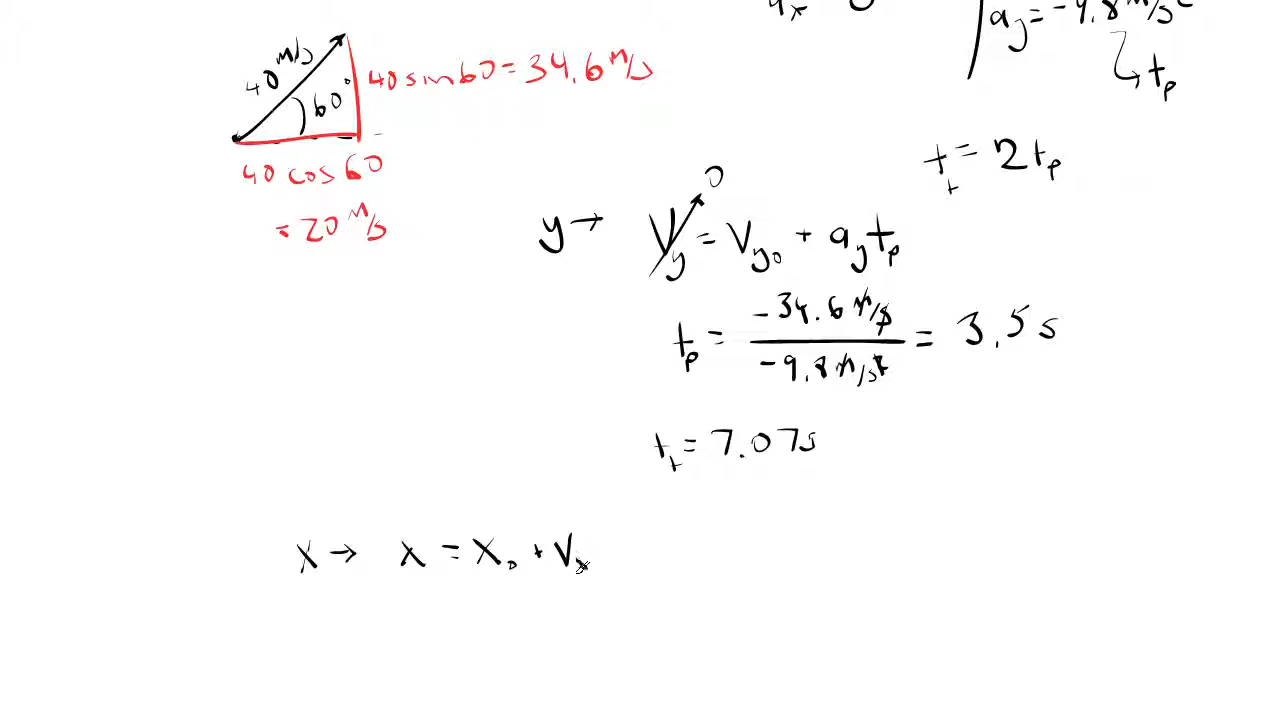 a_x
a_y = -9.8 m/s²
t_p
40 m/s
60°
40 sin 60 = 34.6 m/s
40 cos 60
= 20 m/s
t_t = 2t_p
0
y → V_y = V_y0 + a_y t_p
t_p = -34.6 m/s / -9.8 m/s² = 3.5 s
t_t = 7.07 s
x → x = x_0 + V_x